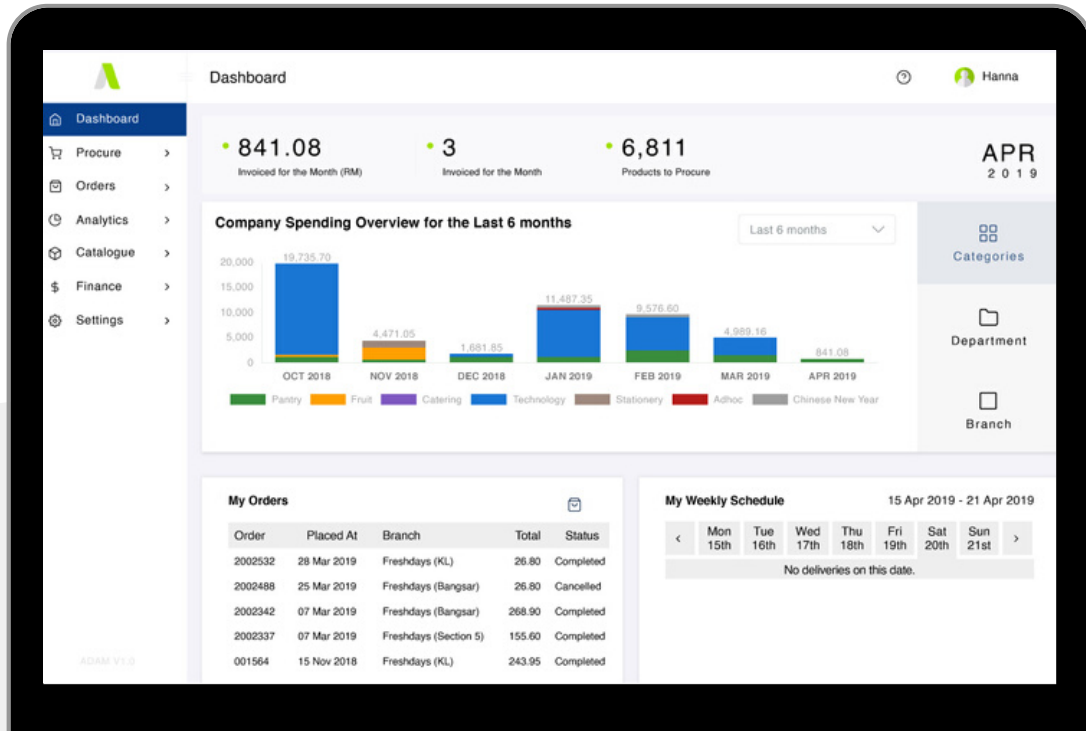 Dashboard
Hanna
Dashboard
Procure
Orders
Analytics
Catalogue
Finance
Settings
ADAM V1.0
841.08
Invoiced for the Month (RM)
3
Invoiced for the Month
6,811
Products to Procure
APR
2019
Company Spending Overview for the Last 6 months
Last 6 months
20,000
15,000
10,000
5,000
0
19,735.70
4,471.05
1,681.85
11,487.35
9,576.60
4,989.16
841.08
OCT 2018 NOV 2018 DEC 2018 JAN 2019 FEB 2019 MAR 2019 APR 2019
Pantry Fruit Catering Technology Stationery Adhoc Chinese New Year
Categories
Department
Branch
My Orders
Order Placed At Branch Total Status
2002532 28 Mar 2019 Freshdays (KL) 26.80 Completed
2002488 25 Mar 2019 Freshdays (Bangsar) 26.80 Cancelled
2002342 07 Mar 2019 Freshdays (Bangsar) 268.90 Completed
2002337 07 Mar 2019 Freshdays (Section 5) 155.60 Completed
001564 15 Nov 2018 Freshdays (KL) 243.95 Completed
My Weekly Schedule 15 Apr 2019 - 21 Apr 2019
Mon Tue Wed Thu Fri Sat Sun
15th 16th 17th 18th 19th 20th 21st
No deliveries on this date.